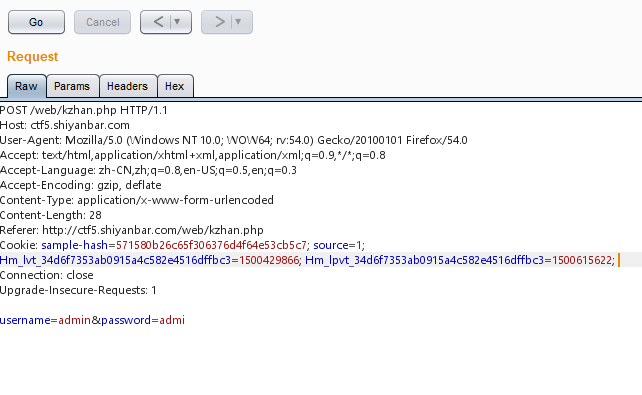 Go Cancel < ▼ > ▼
Request
Raw Params Headers Hex
POST /web/kzhan.php HTTP/1.1
Host: ctf5.shiyanbar.com
User-Agent: Mozilla/5.0 (Windows NT 10.0; WOW64; rv:54.0) Gecko/20100101 Firefox/54.0
Accept: text/html,application/xhtml+xml,application/xml;q=0.9,*/*;q=0.8
Accept-Language: zh-CN,zh;q=0.8,en-US;q=0.5,en;q=0.3
Accept-Encoding: gzip, deflate
Content-Type: application/x-www-form-urlencoded
Content-Length: 28
Referer: http://ctf5.shiyanbar.com/web/kzhan.php
Cookie: sample-hash=571580b26c65f306376d4f64e53cb5c7; source=1;
Hm_lvt_34d6f7353ab0915a4c582e4516dffbc3=1500429866; Hm_lpvt_34d6f7353ab0915a4c582e4516dffbc3=1500615622;
Connection: close
Upgrade-Insecure-Requests: 1
username=admin&password=admi